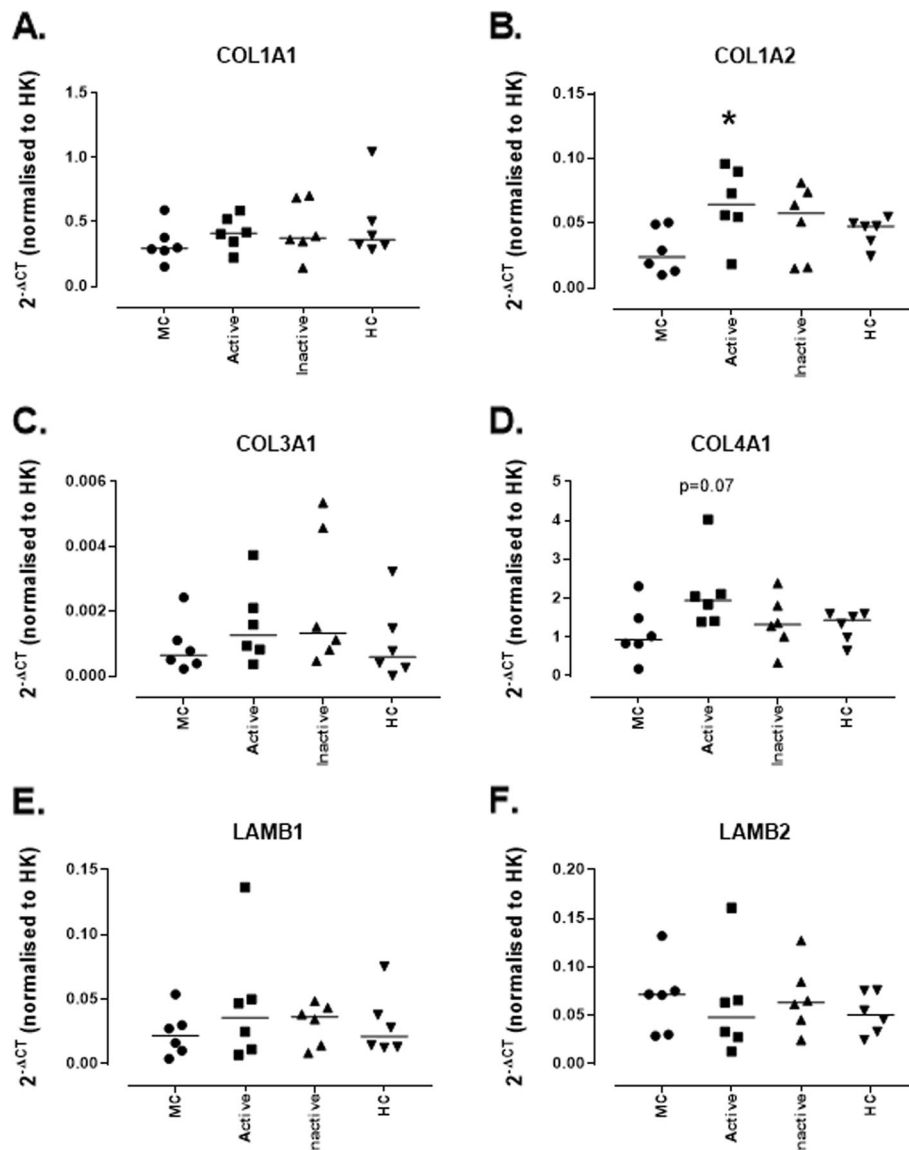 A.
COL1A1
2^-ΔCT (normalised to HK)
1.5
1.0
0.5
0.0
MC
Active
Inactive
HC
B.
COL1A2
2^-ΔCT (normalised to HK)
0.15
0.10
0.05
0.00
*
MC
Active
Inactive
HC
C.
COL3A1
2^-ΔCT (normalised to HK)
0.006
0.004
0.002
0.000
MC
Active
Inactive
HC
D.
COL4A1
2^-ΔCT (normalised to HK)
5
4
3
2
1
0
p=0.07
MC
Active
Inactive
HC
E.
LAMB1
2^-ΔCT (normalised to HK)
0.15
0.10
0.05
0.00
MC
Active
Inactive
HC
F.
LAMB2
2^-ΔCT (normalised to HK)
0.20
0.15
0.10
0.05
0.00
MC
Active
Inactive
HC